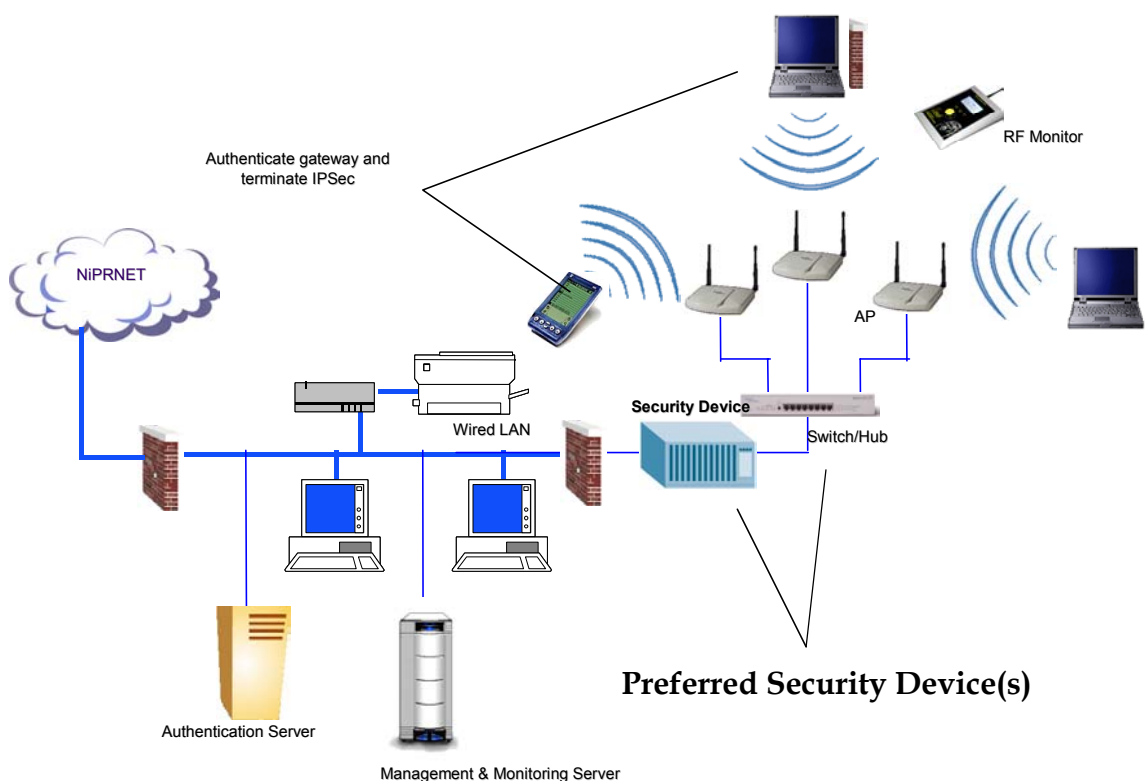 RF Monitor
Authenticate gateway and
terminate IPSec
NiPRNET
AP
Security Device
Wired LAN
Switch/Hub
Preferred Security Device(s)
Authentication Server
Management & Monitoring Server